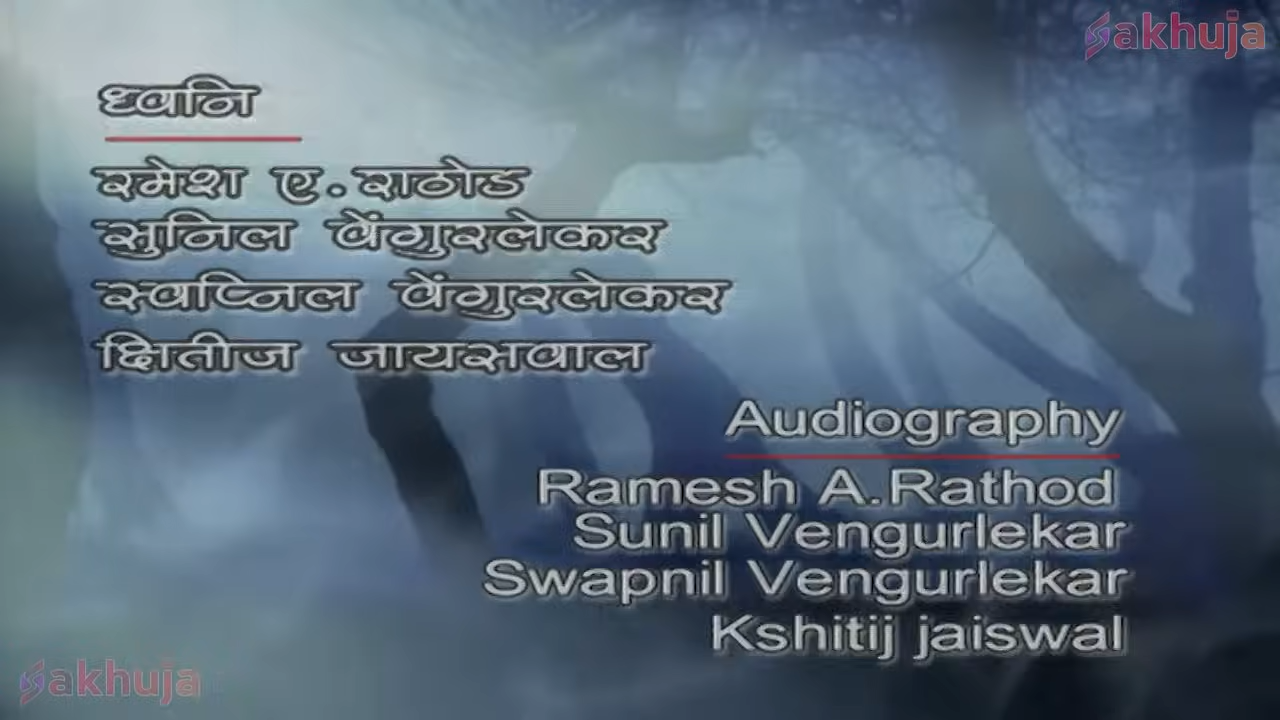 Sakhuja
ध्वनि
रमेश ए.राठोड
सुनिल वेंगुरलेकर
स्वप्निल वेंगुरलेकर
क्षितीज जायसवाल
Audiography
Ramesh A.Rathod
Sunil Vengurlekar
Swapnil Vengurlekar
Kshitij jaiswal
Sakhuja